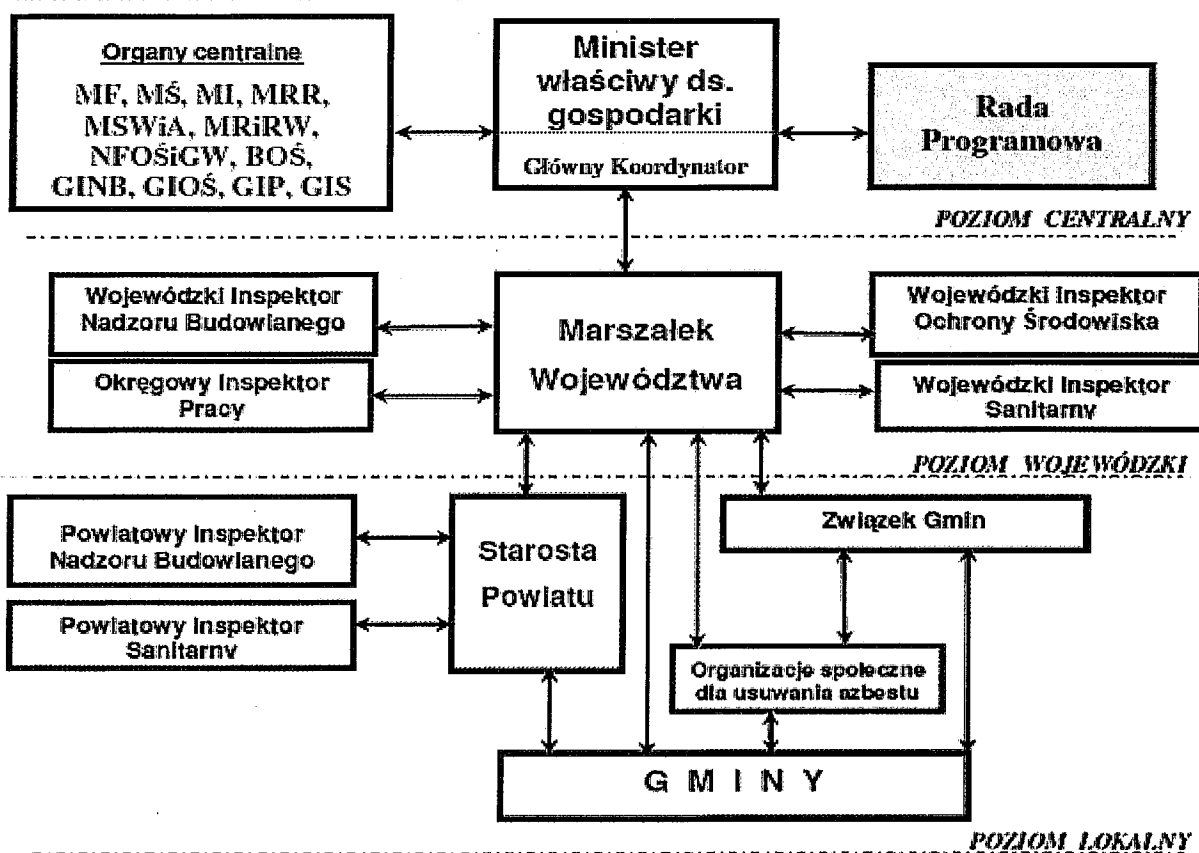 Organy centralne
MF, MŚ, MI, MRR,
MSWiA, MRiRW,
NFOŚiGW, BOŚ,
GINB, GIOŚ, GIP, GIS
Minister
właściwy ds.
gospodarki
Główny Koordynator
Rada
Programowa
POZIOM CENTRALNY
Wojewódzki Inspektor
Nadzoru Budowlanego
Okręgowy Inspektor
Pracy
Marszałek
Województwa
Wojewódzki Inspektor
Ochrony Środowiska
Wojewódzki Inspektor
Sanitarny
POZIOM WOJEWÓDZKI
Powiatowy Inspektor
Nadzoru Budowlanego
Powiatowy Inspektor
Sanitarny
Starosta
Powiatu
Związek Gmin
Organizacje społeczne
dla usuwania azbestu
G M I N Y
POZIOM LOKALNY